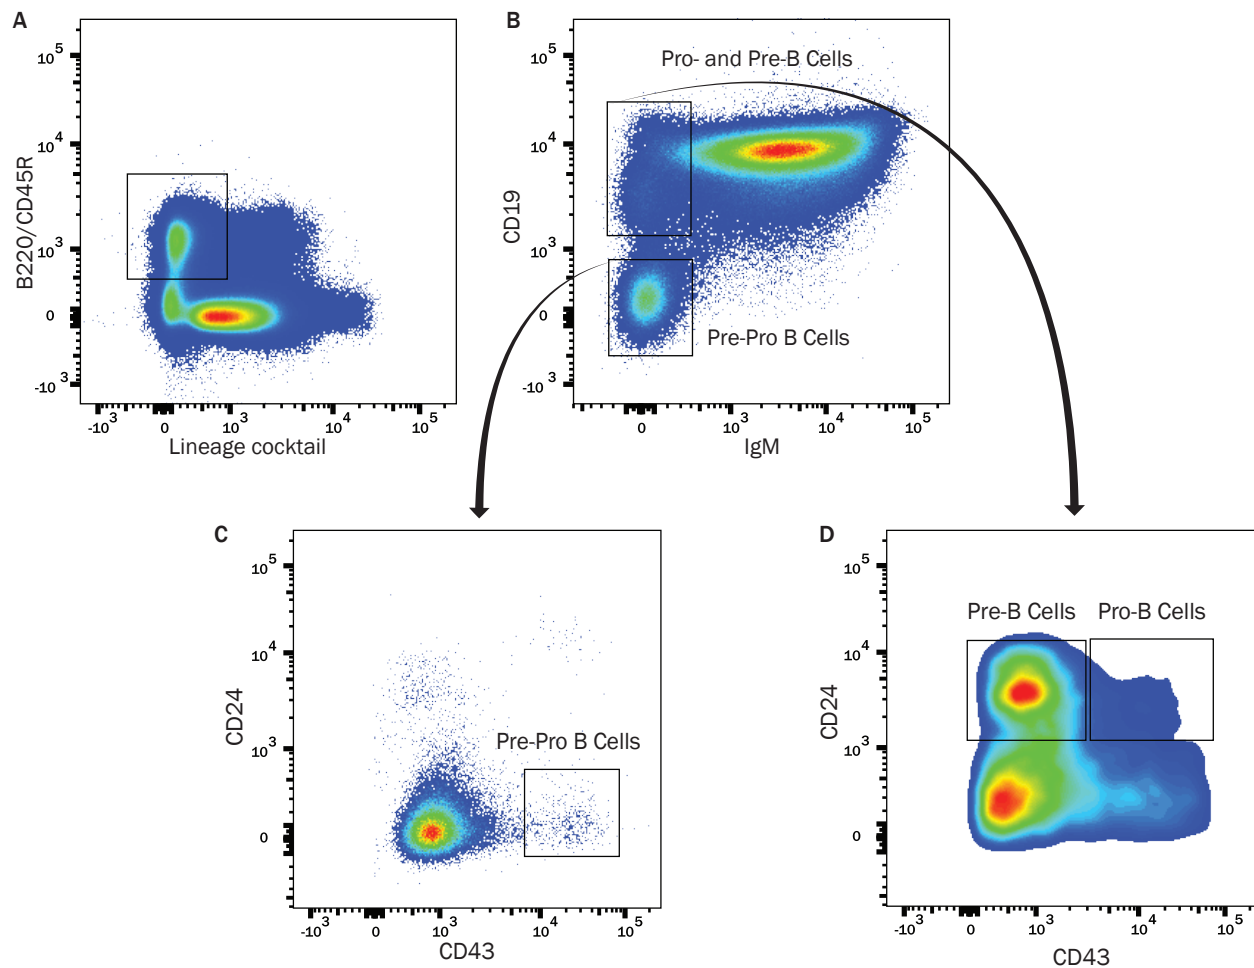 A
B220/CD45R
10 5
10 4
10 3
0
-10 3
-10 3
0
10 3
10 4
10 5
Lineage cocktail
B
Pro- and Pre-B Cells
CD19
10 5
10 4
10 3
0
-10 3
Pre-Pro B Cells
0
10 3
10 4
10 5
IgM
C
CD24
10 5
10 4
10 3
0
Pre-Pro B Cells
-10 3
0
10 3
10 4
10 5
CD43
D
Pre-B Cells
Pro-B Cells
CD24
10 5
10 4
10 3
0
-10 3
0
10 3
10 4
10 5
CD43